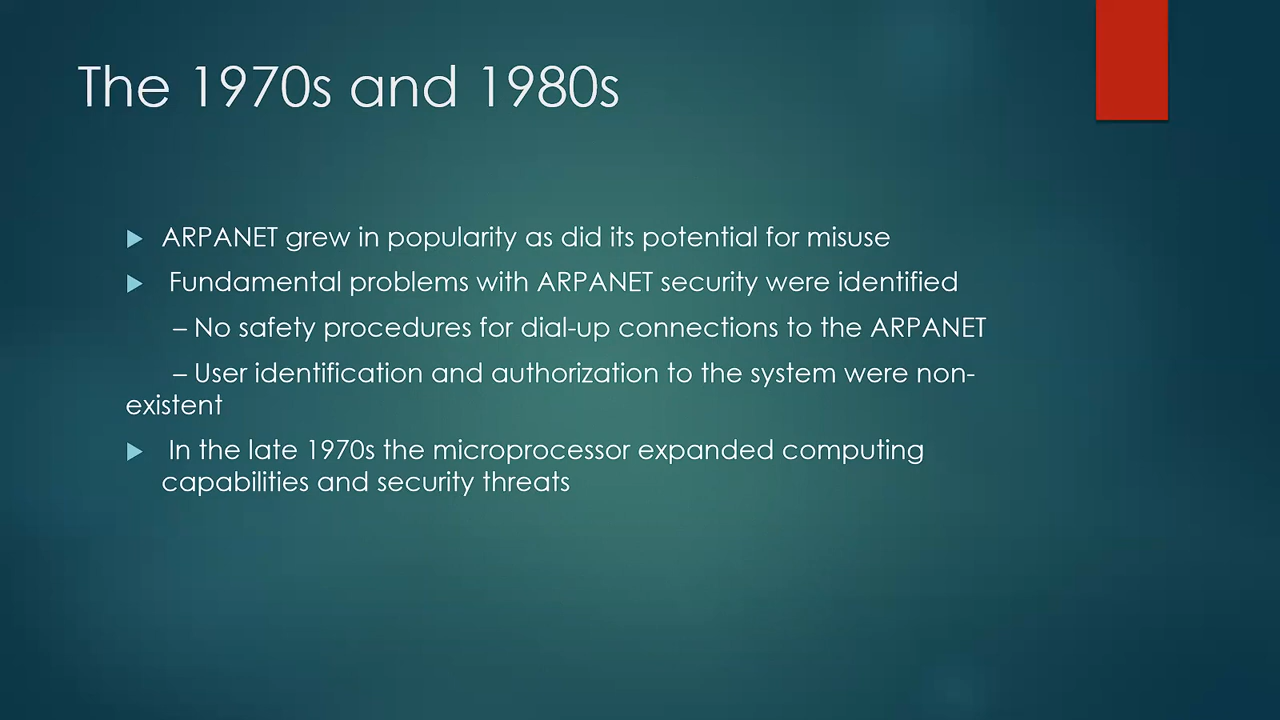 The 1970s and 1980s
ARPANET grew in popularity as did its potential for misuse
Fundamental problems with ARPANET security were identified
– No safety procedures for dial-up connections to the ARPANET
– User identification and authorization to the system were non-
existent
In the late 1970s the microprocessor expanded computing
capabilities and security threats